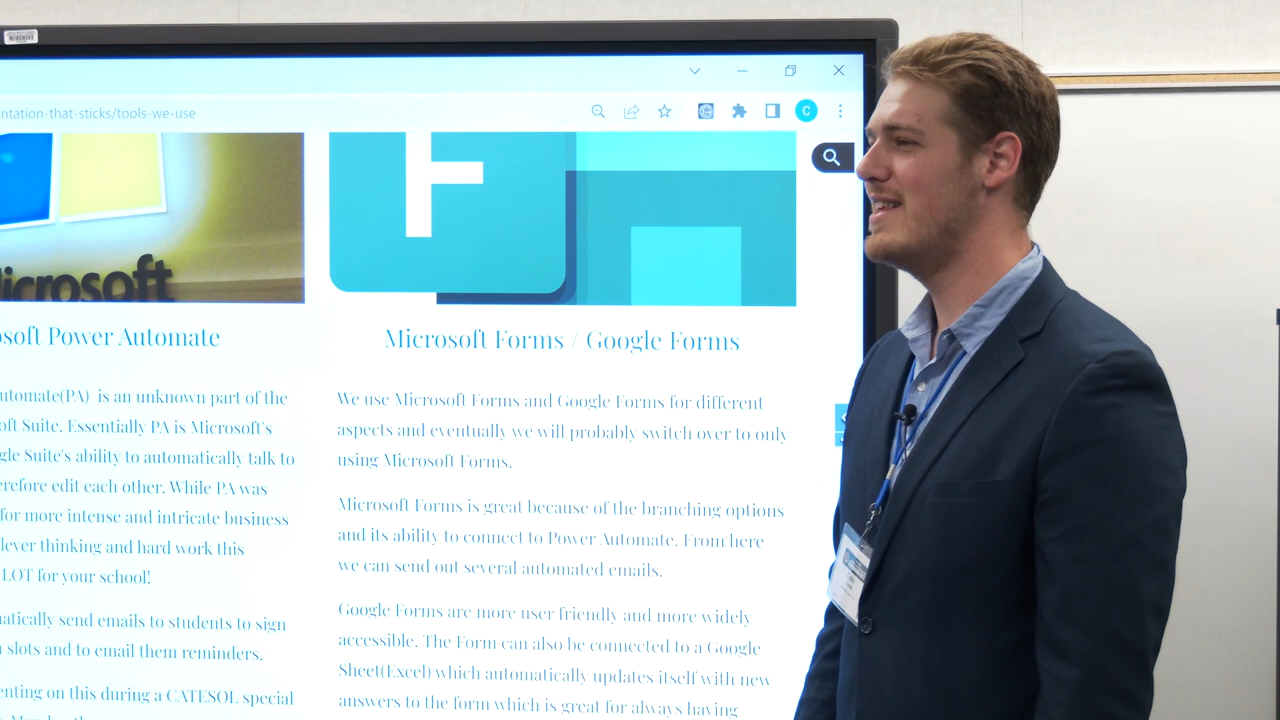 ntation-that-sticks/tools-we-use
C
icrosoft
F
osoft Power Automate
utomate(PA) is an unknown part of the
oft Suite. Essentially PA is Microsoft's
gle Suite's ability to automatically talk to
erefore edit each other. While PA was
for more intense and intricate business
lever thinking and hard work this
LOT for your school!
atically send emails to students to sign
slots and to email them reminders.
enting on this during a CATESOL special
Microsoft Forms / Google Forms
We use Microsoft Forms and Google Forms for different
aspects and eventually we will probably switch over to only
using Microsoft Forms.
Microsoft Forms is great because of the branching options
and its ability to connect to Power Automate. From here
we can send out several automated emails.
Google Forms are more user friendly and more widely
accessible. The Form can also be connected to a Google
Sheet(Excel) which automatically updates itself with new
answers to the form which is great for always having